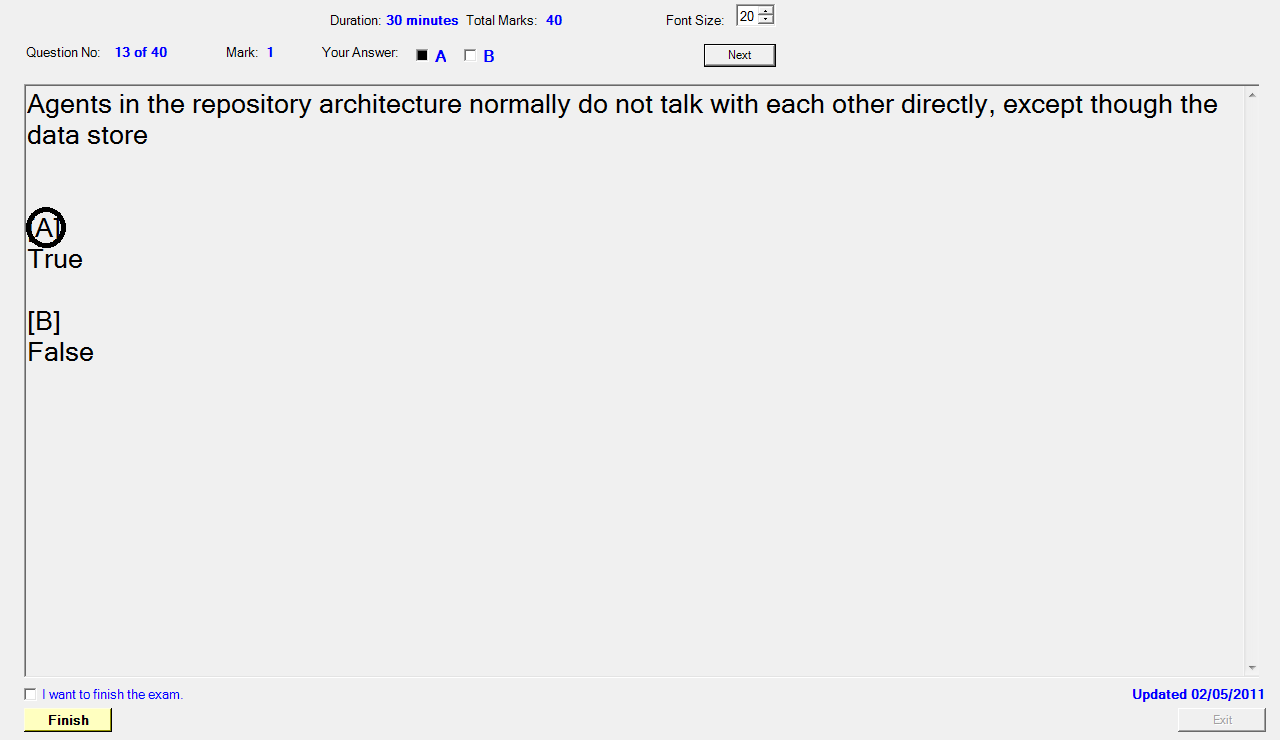 Duration: 30 minutes Total Marks: 40 Font Size: 20
Question No: 13 of 40 Mark: 1 Your Answer: A B Next
Agents in the repository architecture normally do not talk with each other directly, except though the
data store
[A]
True
[B]
False
I want to finish the exam. Updated 02/05/2011
Finish Exit